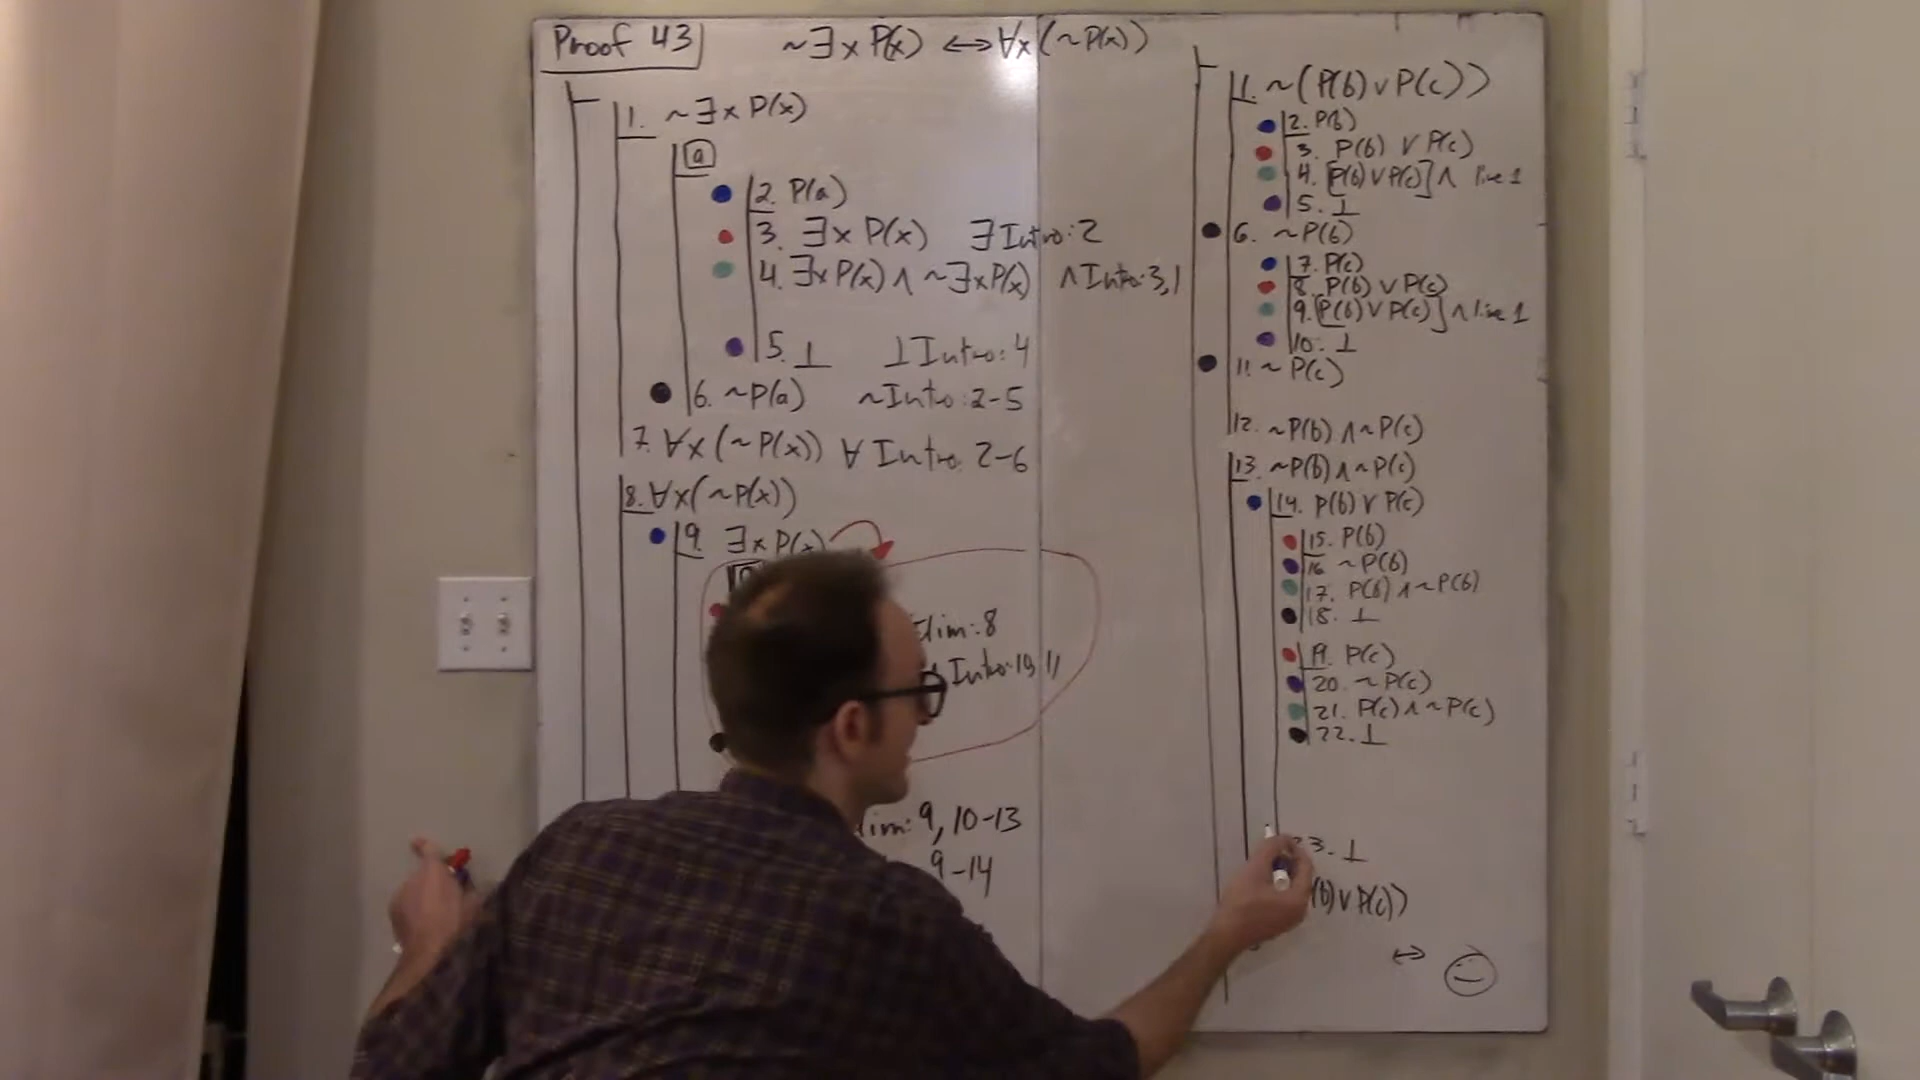 Proof 43
~∃x P(x) ↔ ∀x (~P(x))
1. ~∃x P(x)
a
2. P(a)
3. ∃x P(x) ∃ Intro: 2
4. ∃x P(x) ∧ ~∃x P(x) ∧ Intro: 3, 1
5. ⊥ ⊥ Intro: 4
6. ~P(a) ~Intro: 2-5
7. ∀x (~P(x)) ∀ Intro: 2-6
8. ∀x (~P(x))
9. ∃x P(x)
Elim: 8
Intro: 10, 11
9, 10-13
9-14
1. ~(P(b) ∨ P(c))
2. P(b)
3. P(b) ∨ P(c)
4. [P(b) ∨ P(c)] ∧ line 1
5. ⊥
6. ~P(b)
7. P(c)
8. P(b) ∨ P(c)
9. [P(b) ∨ P(c)] ∧ line 1
10. ⊥
11. ~P(c)
12. ~P(b) ∧ ~P(c)
13. ~P(b) ∧ ~P(c)
14. P(b) ∨ P(c)
15. P(b)
16 ~P(b)
17. P(b) ∧ ~P(b)
18. ⊥
19. P(c)
20. ~P(c)
21. P(c) ∧ ~P(c)
22. ⊥
23. ⊥
(b) ∨ P(c))
↔